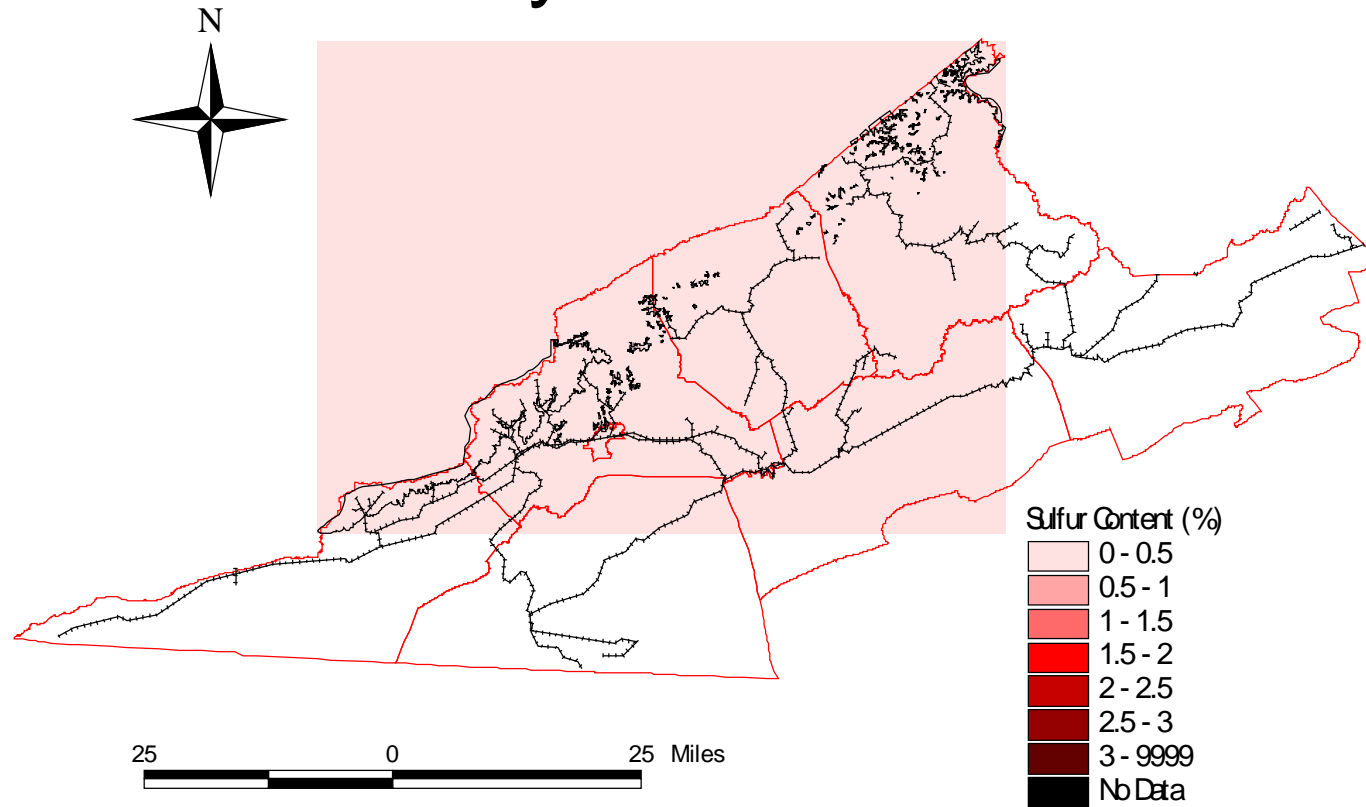 N
Sulfur Content (%)
0 - 0.5
0.5 - 1
1 - 1.5
1.5 - 2
2 - 2.5
2.5 - 3
3 - 9999
No Data
25 0 25 Miles